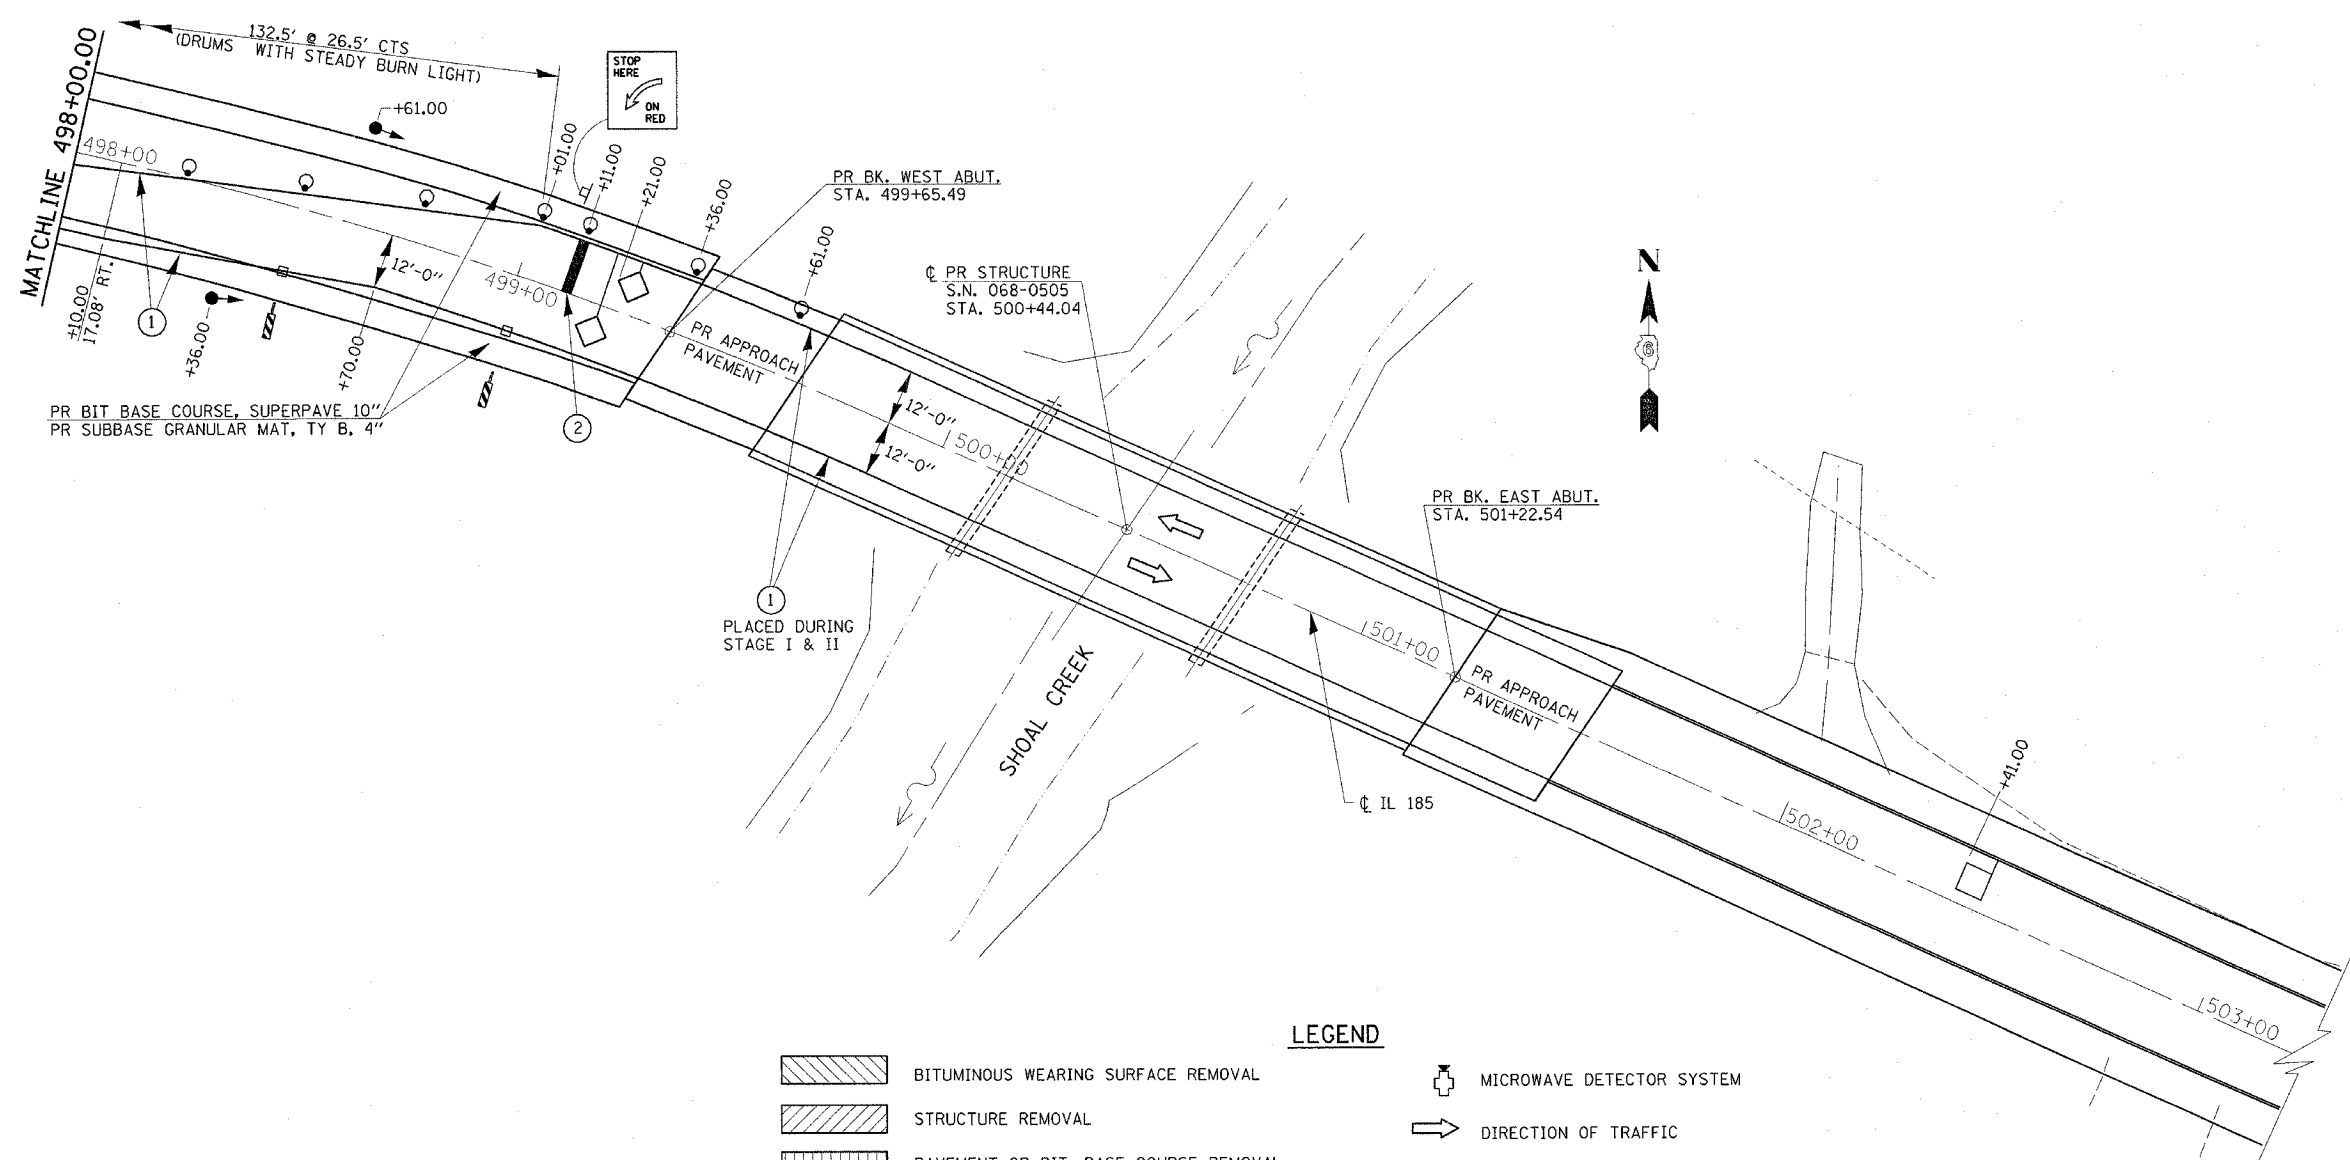 132.5' @ 26.5' CTS
(DRUMS WITH STEADY BURN LIGHT)
MATCHLINE 498+00.00
STOP
HERE
ON
RED
+61.00
498+00
+01.00
+11.00
+21.00
+36.00
+61.00
PR BK. WEST ABUT.
STA. 499+65.49
℄ PR STRUCTURE
S.N. 068-0505
STA. 500+44.04
N
6
12'-0"
499+00
+10.00
17.08' RT.
1
+36.00
+70.00
2
PR APPROACH
PAVEMENT
PR BIT BASE COURSE, SUPERPAVE 10"
PR SUBBASE GRANULAR MAT, TY B, 4"
12'-0"
12'-0"
500+00
1
PLACED DURING
STAGE I & II
SHOAL CREEK
PR BK. EAST ABUT.
STA. 501+22.54
501+00
PR APPROACH
PAVEMENT
℄ IL 185
+41.00
502+00
503+00
LEGEND
BITUMINOUS WEARING SURFACE REMOVAL
STRUCTURE REMOVAL
MICROWAVE DETECTOR SYSTEM
DIRECTION OF TRAFFIC